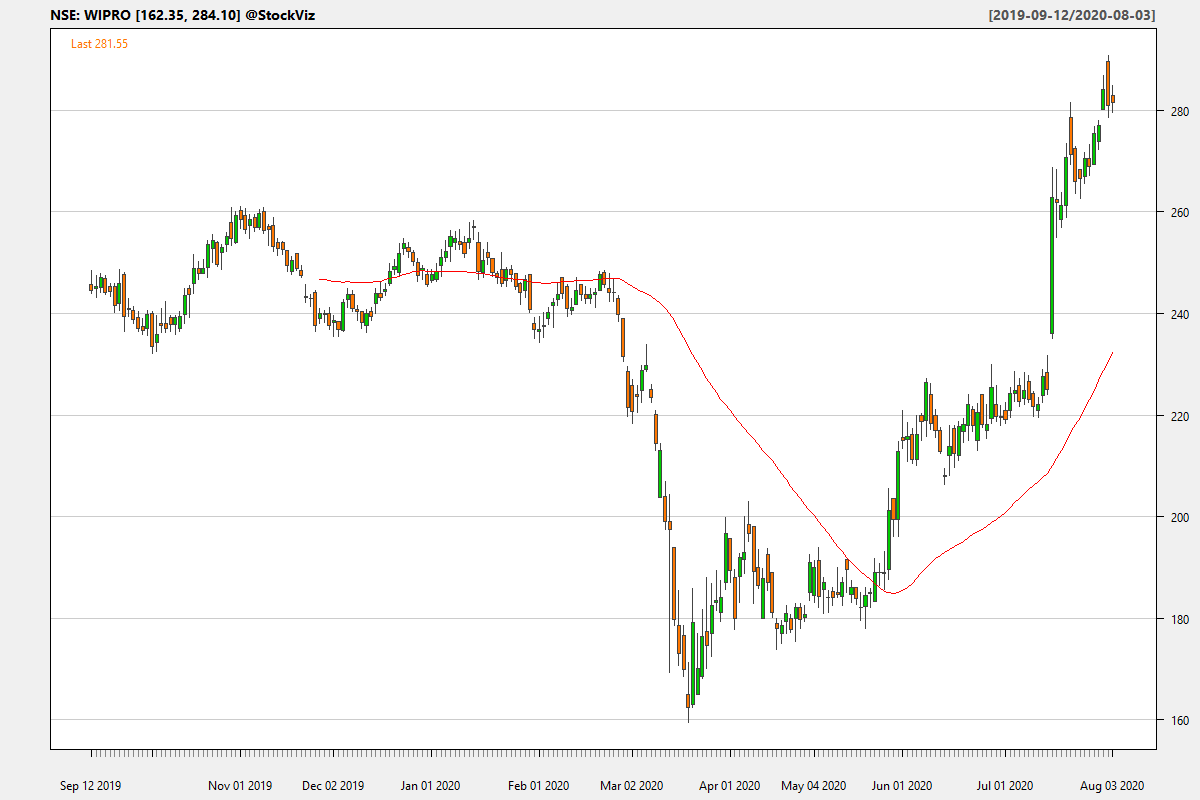 NSE: WIPRO [162.35, 284.10] @StockViz
[2019-09-12/2020-08-03]
Last 281.55
280
260
240
220
200
180
160
Sep 12 2019
Nov 01 2019
Dec 02 2019
Jan 01 2020
Feb 01 2020
Mar 02 2020
Apr 01 2020
May 04 2020
Jun 01 2020
Jul 01 2020
Aug 03 2020